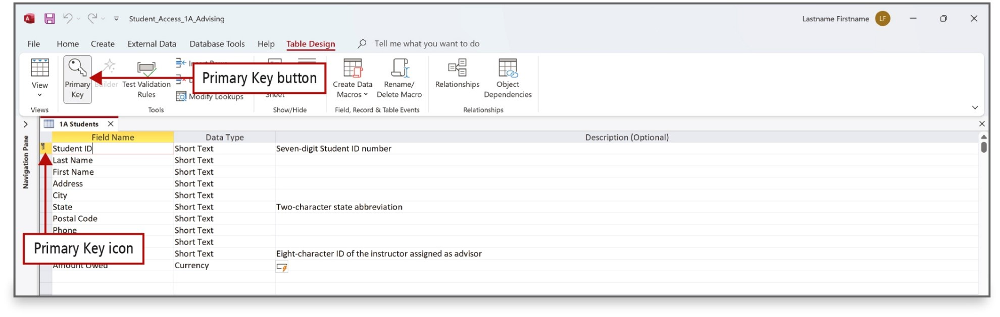 Student_Access_1A_Advising
Lastname Firstname LF
File Home Create External Data Database Tools Help Table Design Tell me what you want to do
View
Primary Key
Test Validation Rules
Modify Lookups
Primary Key button
Sheet
Create Data Macros
Rename/ Delete Macro
Relationships
Object Dependencies
Views Tools Show/Hide Field, Record & Table Events Relationships
1A Students
Navigation Pane
Field Name Data Type Description (Optional)
Student ID Short Text Seven-digit Student ID number
Last Name Short Text
First Name Short Text
Address Short Text
City Short Text
State Short Text Two-character state abbreviation
Postal Code Short Text
Phone Short Text
Short Text
Primary Key icon
Short Text Eight-character ID of the instructor assigned as advisor
Amount Owed Currency